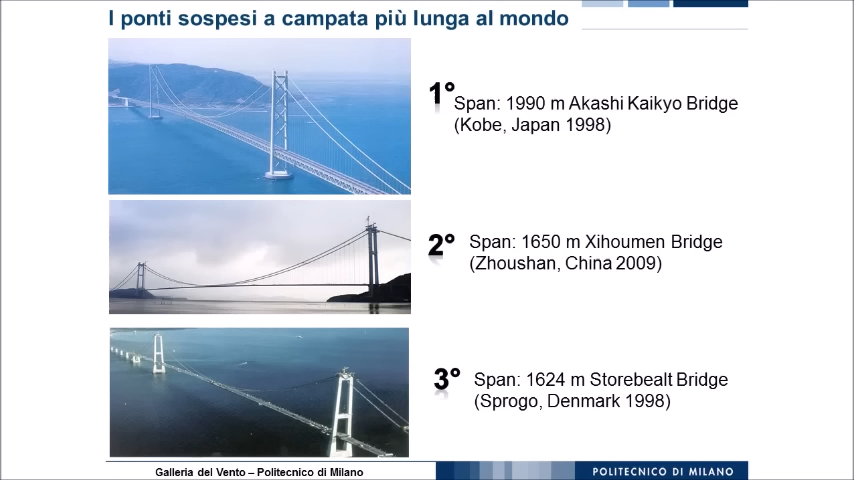 I ponti sospesi a campata più lunga al mondo
1°
Span: 1990 m Akashi Kaikyo Bridge
(Kobe, Japan 1998)
2°
Span: 1650 m Xihoumen Bridge
(Zhoushan, China 2009)
3°
Span: 1624 m Storebealt Bridge
(Sprogo, Denmark 1998)
Galleria del Vento – Politecnico di Milano
POLITECNICO DI MILANO